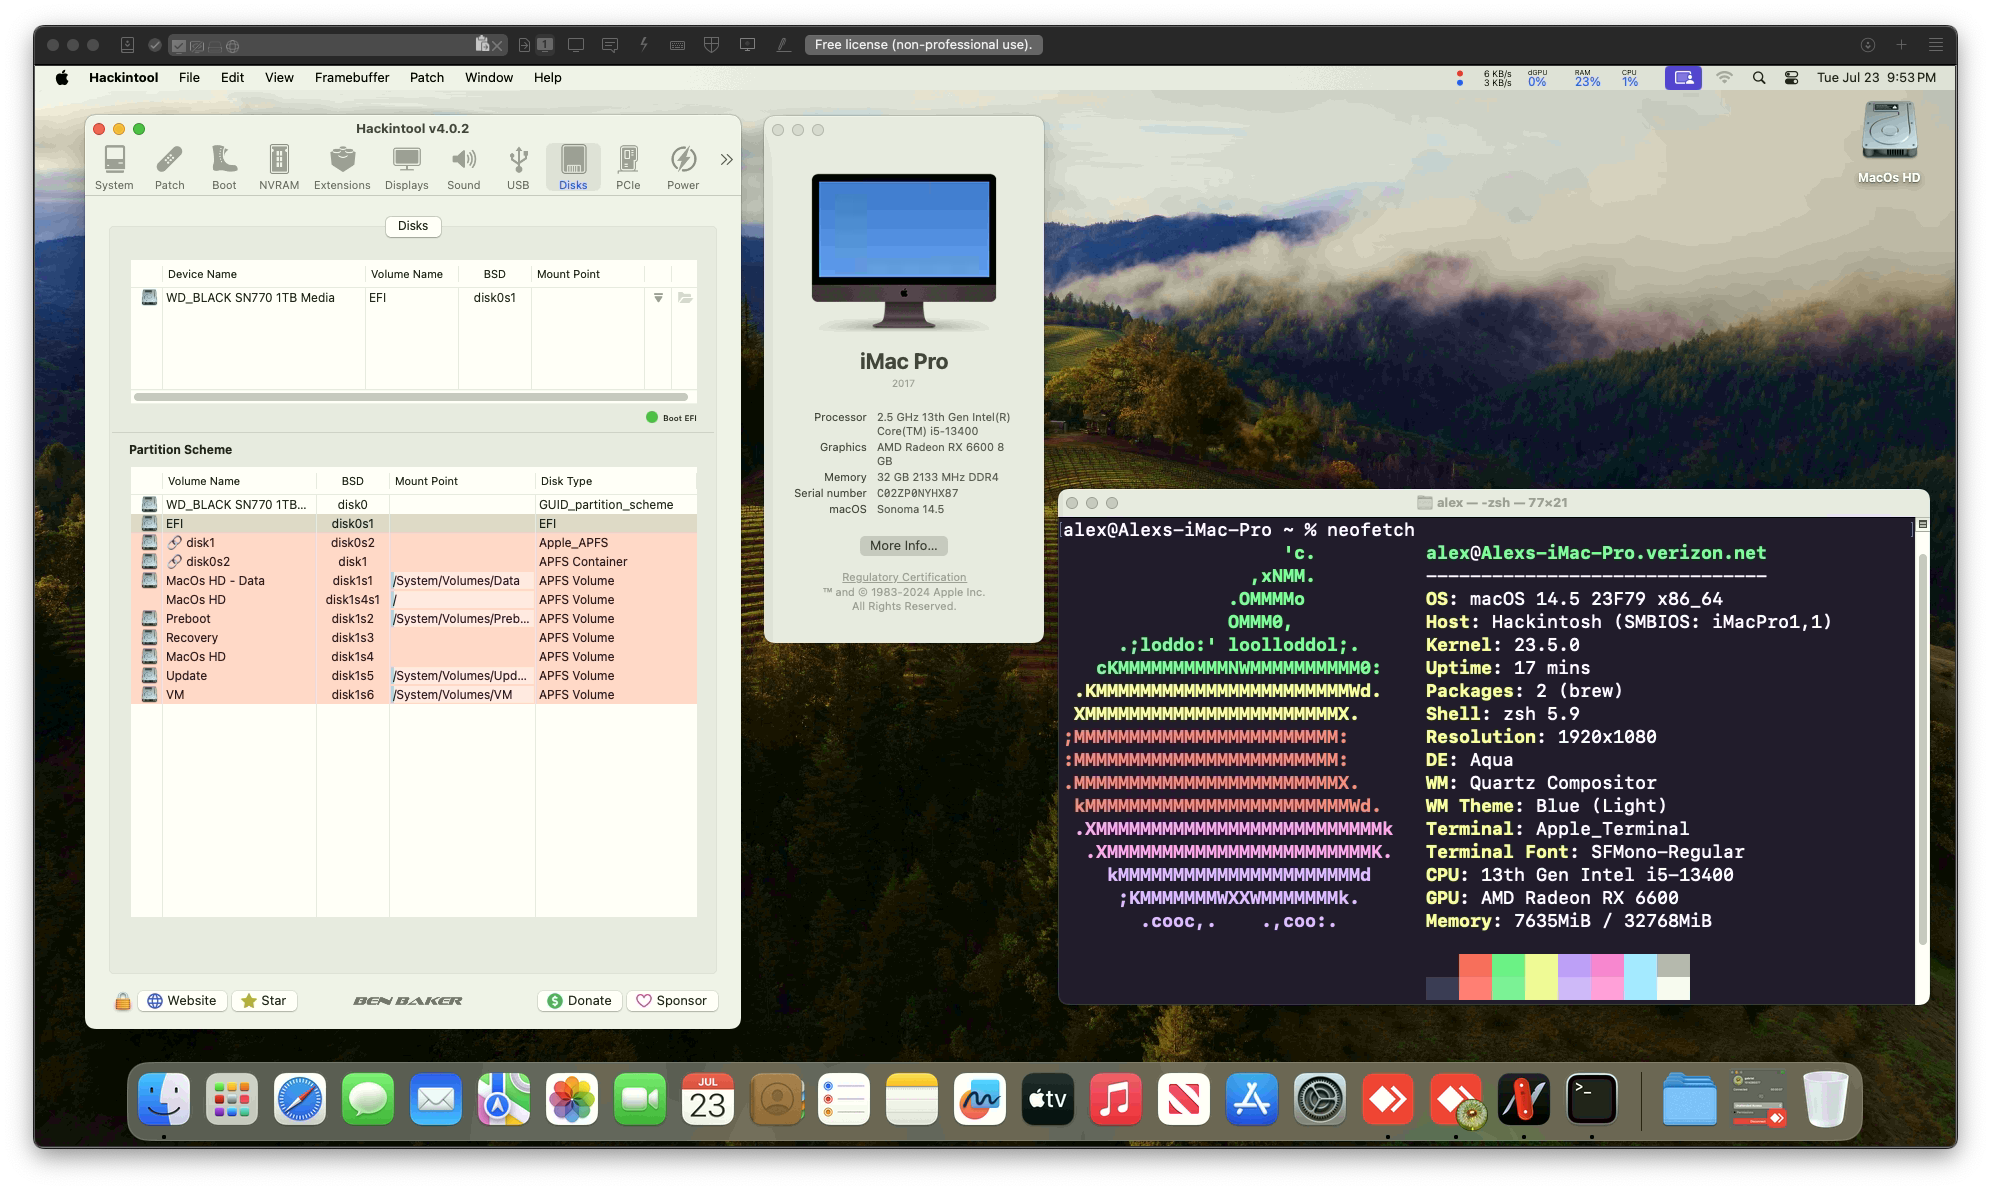 Free license (non-professional use).
1
Hackintool File Edit View Framebuffer Patch Window Help
6 KB/s
3 KB/s
dGPU
0%
RAM
23%
CPU
1%
Tue Jul 23 9:53 PM
MacOs HD
Hackintool v4.0.2
System Patch Boot NVRAM Extensions Displays Sound USB Disks PCIe Power
Disks
Device Name Volume Name BSD Mount Point
WD_BLACK SN770 1TB Media EFI disk0s1
Boot EFI
Partition Scheme
Volume Name BSD Mount Point Disk Type
WD_BLACK SN770 1TB... disk0 GUID_partition_scheme
EFI disk0s1 EFI
disk1 disk0s2 Apple_APFS
disk0s2 disk1 APFS Container
MacOs HD - Data disk1s1 /System/Volumes/Data APFS Volume
MacOs HD disk1s4s1 / APFS Volume
Preboot disk1s2 /System/Volumes/Preb... APFS Volume
Recovery disk1s3 APFS Volume
MacOs HD disk1s4 APFS Volume
Update disk1s5 /System/Volumes/Upd... APFS Volume
VM disk1s6 /System/Volumes/VM APFS Volume
Website Star BEN BAKER Donate Sponsor
iMac Pro
2017
Processor 2.5 GHz 13th Gen Intel(R)
Core(TM) i5-13400
Graphics AMD Radeon RX 6600 8
GB
Memory 32 GB 2133 MHz DDR4
Serial number C02ZP0NYHX87
macOS Sonoma 14.5
More Info...
Regulatory Certification
™ and © 1983-2024 Apple Inc.
All Rights Reserved.
alex — -zsh — 77×21
[alex@Alexs-iMac-Pro ~ % neofetch ]
'c. alex@Alexs-iMac-Pro.verizon.net
,xNMM. -------------------------------
.OMMMMo OS: macOS 14.5 23F79 x86_64
OMMM0, Host: Hackintosh (SMBIOS: iMacPro1,1)
.;loddo:' loolloddol;. Kernel: 23.5.0
cKMMMMMMMMMMNWMMMMMMMMMM0: Uptime: 17 mins
.KMMMMMMMMMMMMMMMMMMMMMMMWd. Packages: 2 (brew)
XMMMMMMMMMMMMMMMMMMMMMMMX. Shell: zsh 5.9
;MMMMMMMMMMMMMMMMMMMMMMMM: Resolution: 1920x1080
:MMMMMMMMMMMMMMMMMMMMMMMM: DE: Aqua
.MMMMMMMMMMMMMMMMMMMMMMMMX. WM: Quartz Compositor
kMMMMMMMMMMMMMMMMMMMMMMMMWd. WM Theme: Blue (Light)
.XMMMMMMMMMMMMMMMMMMMMMMMMMMk Terminal: Apple_Terminal
.XMMMMMMMMMMMMMMMMMMMMMMMMK. Terminal Font: SFMono-Regular
kMMMMMMMMMMMMMMMMMMMMMMd CPU: 13th Gen Intel i5-13400
;KMMMMMMMWXXWMMMMMMMk. GPU: AMD Radeon RX 6600
.cooc,. .,coo:. Memory: 7635MiB / 32768MiB
JUL
23
tv
>_